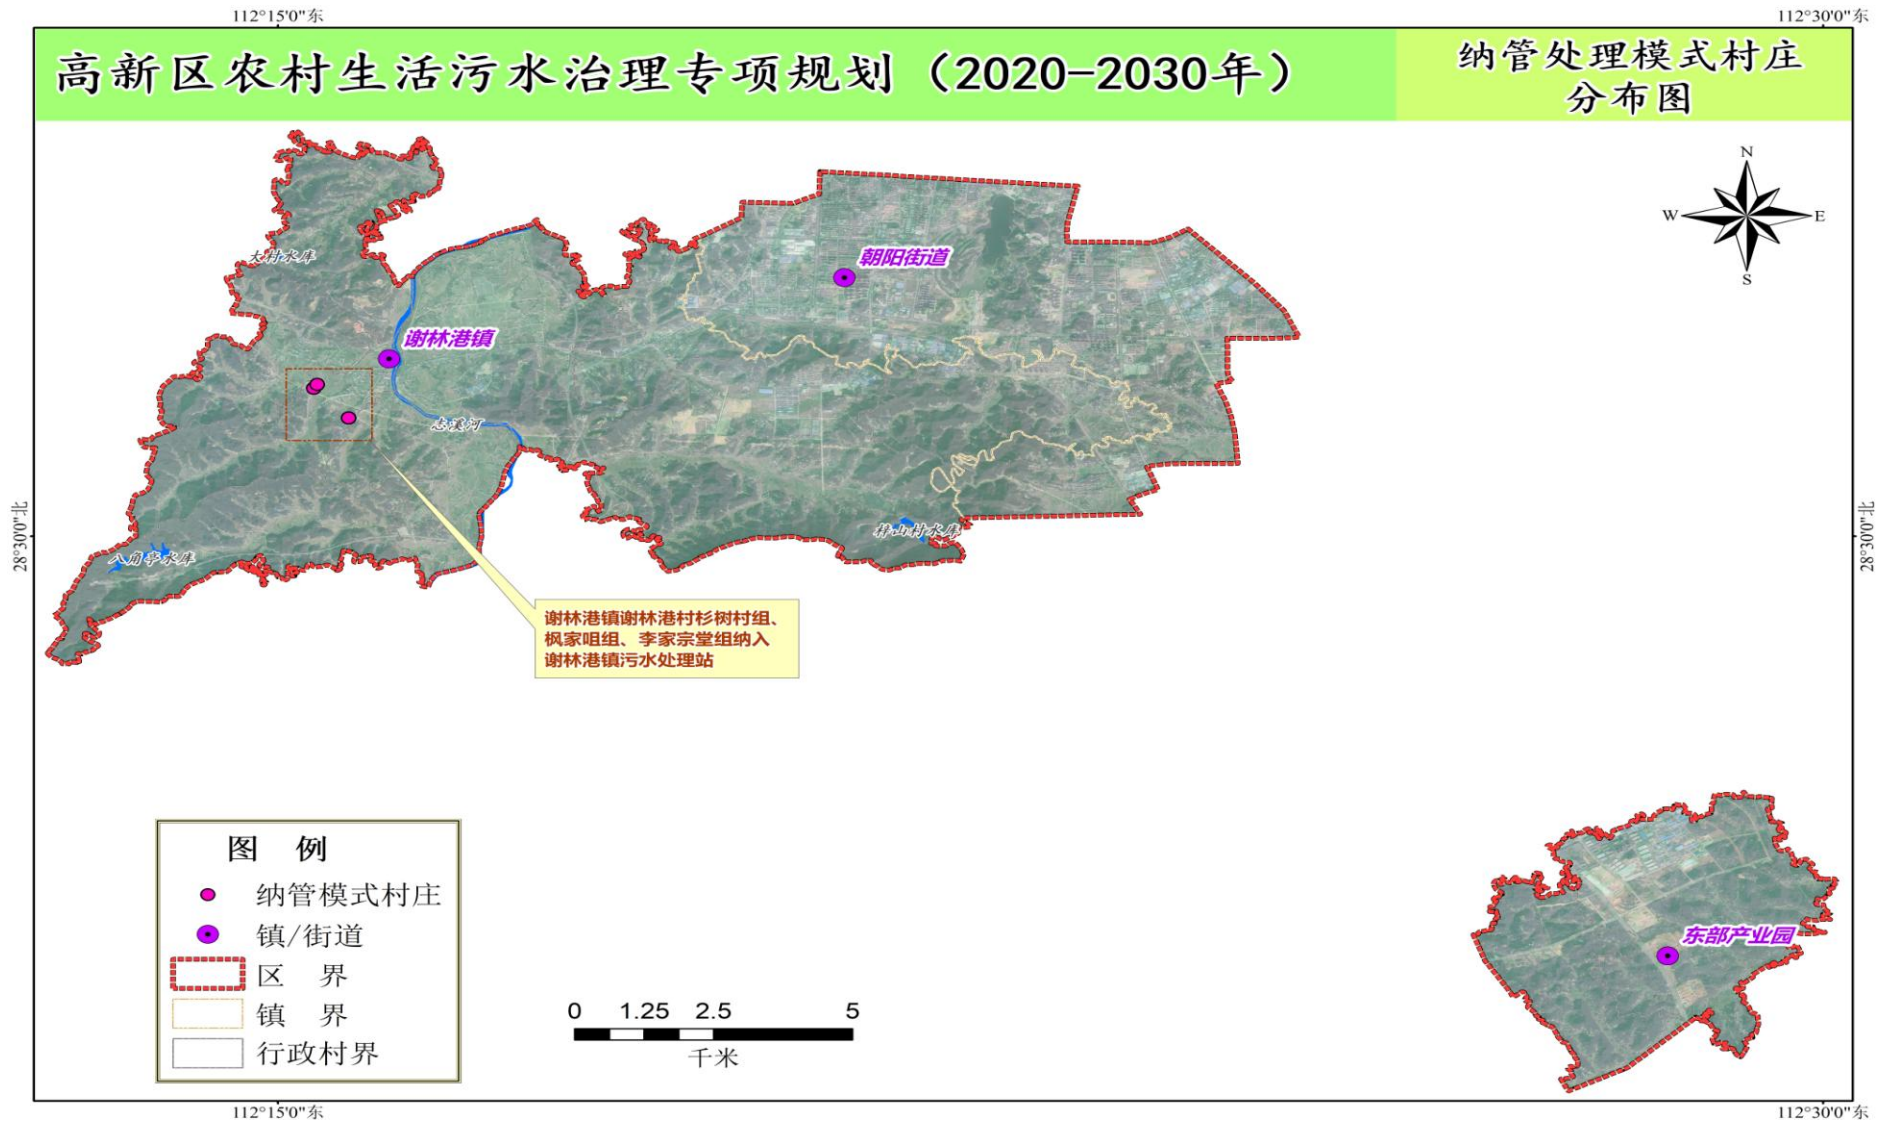 112°15'0"东
112°30'0"东
高新区农村生活污水治理专项规划（2020-2030年）
纳管处理模式村庄
分布图
N
W
E
S
大村水库
朝阳街道
谢林港镇
志溪河
28°30'0"北
28°30'0"北
梓山村水库
八角亭水库
谢林港镇谢林港村杉树村组、
枫家咀组、李家宗堂组纳入
谢林港镇污水处理站
图 例
纳管模式村庄
镇/街道
区 界
镇 界
行政村界
0 1.25 2.5 5
千米
东部产业园
112°15'0"东
112°30'0"东